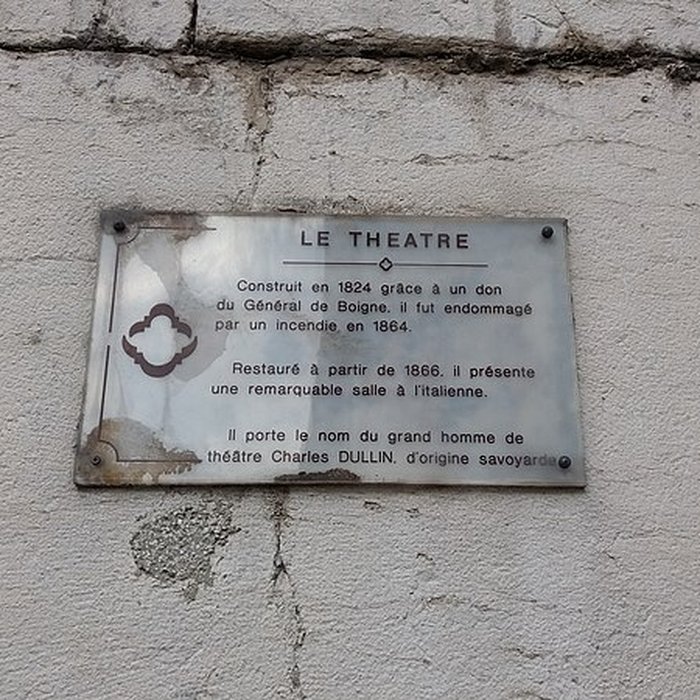 LE THEATRE
Construit en 1824 grâce à un don
du Général de Boigne, il fut endommagé
par un incendie en 1864.
Restauré à partir de 1866, il présente
une remarquable salle à l'italienne.
Il porte le nom du grand homme de
théâtre Charles DULLIN, d'origine savoyarde